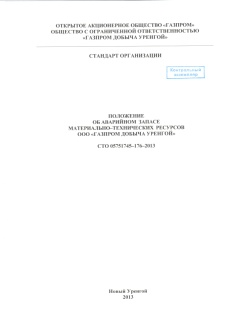 ОТКРЫТОЕ АКЦИОНЕРНОЕ ОБЩЕСТВО «ГАЗПРОМ»
ОБЩЕСТВО С ОГРАНИЧЕННОЙ ОТВЕТСТВЕННОСТЬЮ
«ГАЗПРОМ ДОБЫЧА УРЕНГОЙ»
СТАНДАРТ ОРГАНИЗАЦИИ
Контрольный
экземпляр
ПОЛОЖЕНИЕ
ОБ АВАРИЙНОМ ЗАПАСЕ
МАТЕРИАЛЬНО-ТЕХНИЧЕСКИХ РЕСУРСОВ
ООО «ГАЗПРОМ ДОБЫЧА УРЕНГОЙ»
СТО 05751745-176-2013
Новый Уренгой
2013